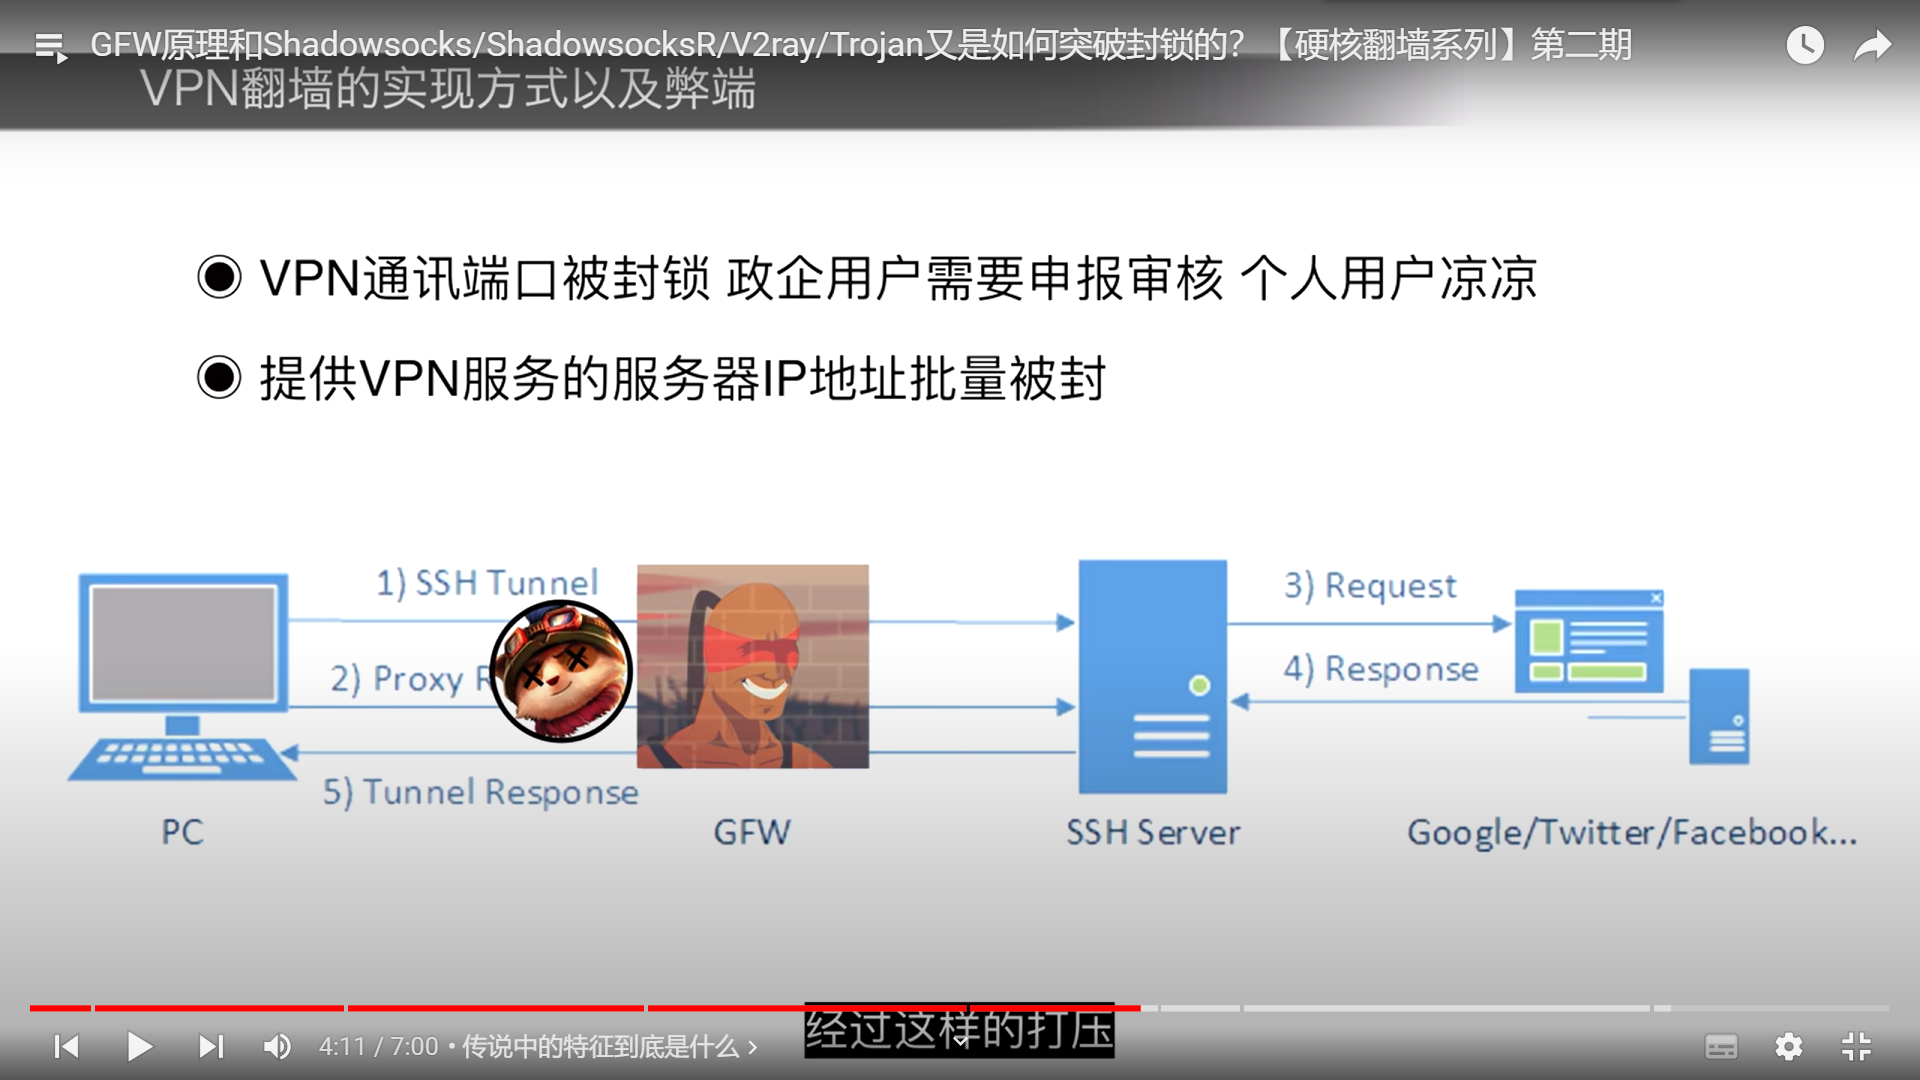 GFW原理和Shadowsocks/ShadowsocksR/V2ray/Trojan又是如何突破封锁的？【硬核翻墙系列】第二期
VPN翻墙的实现方式以及弊端
VPN通讯端口被封锁 政企用户需要申报审核 个人用户凉凉
提供VPN服务的服务器IP地址批量被封
1) SSH Tunnel
3) Request
2) Proxy R
4) Response
5) Tunnel Response
PC
GFW
SSH Server
Google/Twitter/Facebook...
经过这样的打压
4:11 / 7:00 • 传说中的特征到底是什么 >